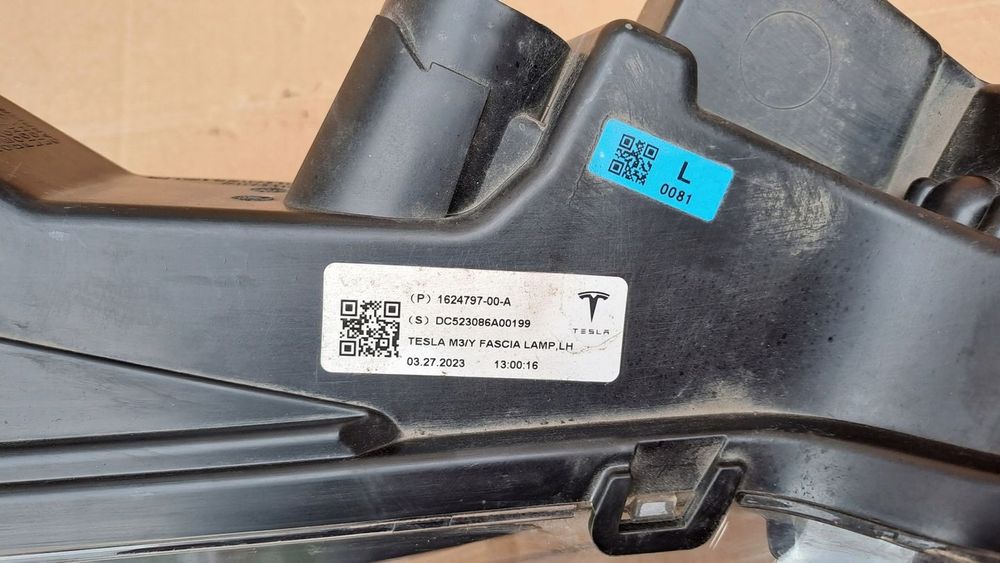 L
0081
(P) 1624797-00-A
(S) DC523086A00199
TESLA M3/Y FASCIA LAMP,LH
03.27.2023 13:00:16
TESLA